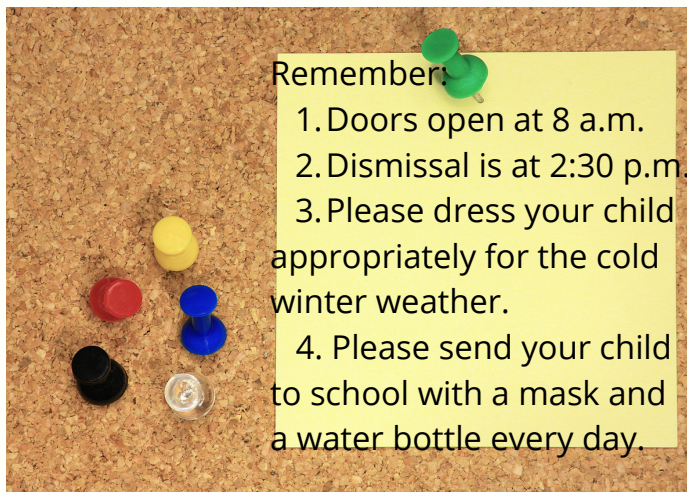 Remember:
1. Doors open at 8 a.m.
2. Dismissal is at 2:30 p.m.
3. Please dress your child
appropriately for the cold
winter weather.
4. Please send your child
to school with a mask and
a water bottle every day.